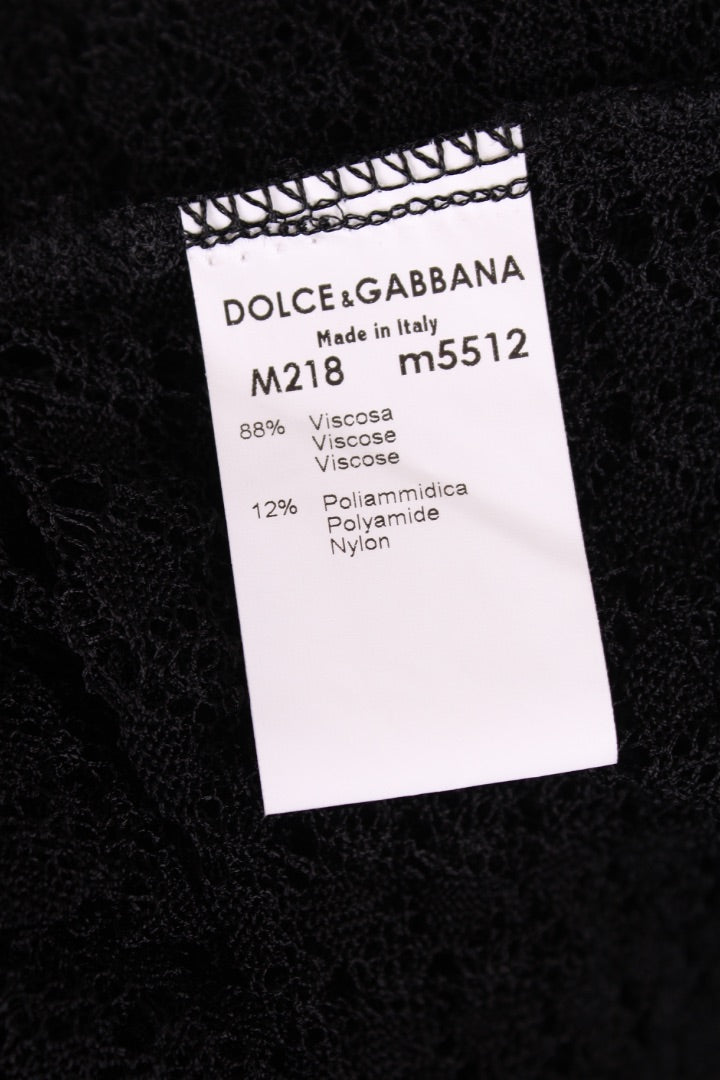 DOLCE&GABBANA
Made in Italy
M218 m5512
88% Viscosa
Viscose
Viscose
12% Poliammidica
Polyamide
Nylon